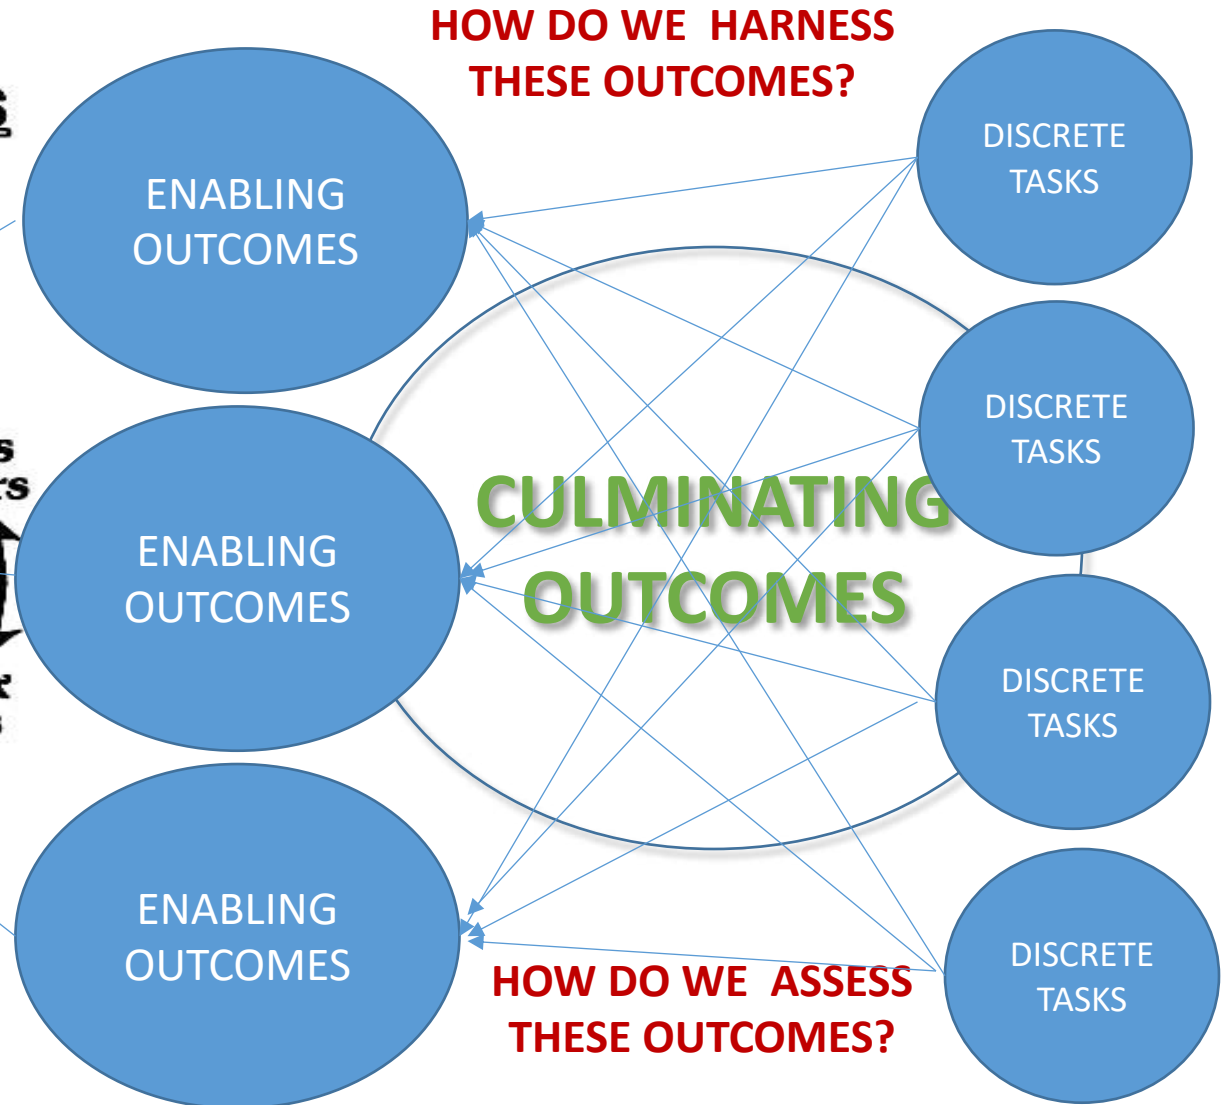 HOW DO WE HARNESS
THESE OUTCOMES?
ENABLING
OUTCOMES
ENABLING
OUTCOMES
ENABLING
OUTCOMES
CULMINATING
OUTCOMES
DISCRETE
TASKS
DISCRETE
TASKS
DISCRETE
TASKS
DISCRETE
TASKS
HOW DO WE ASSESS
THESE OUTCOMES?